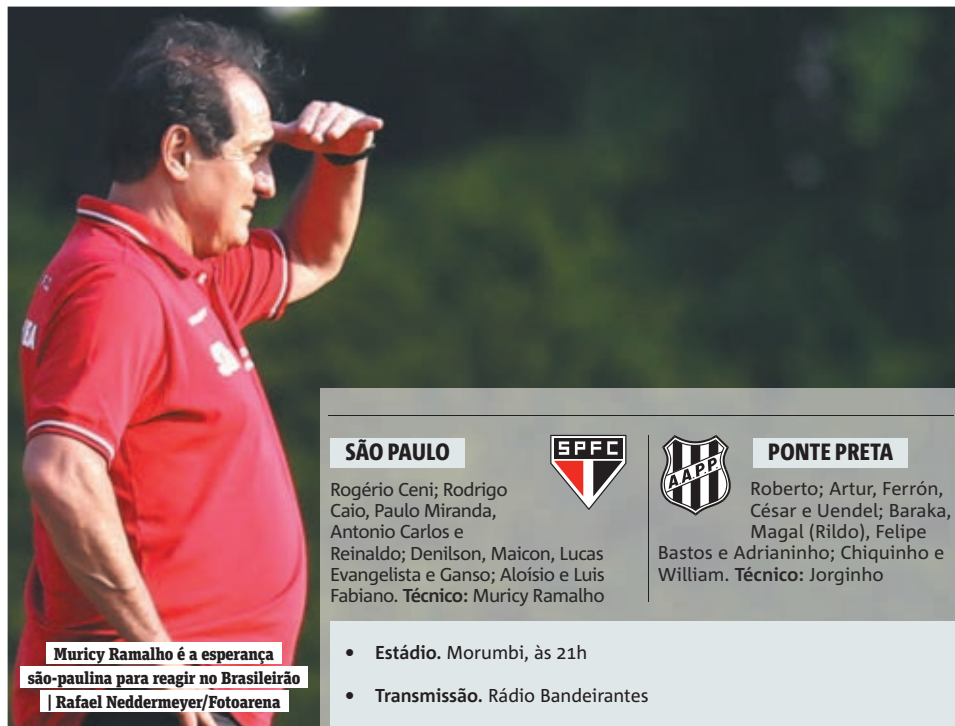 Muricy Ramalho é a esperança
são-paulina para reagir no Brasileirão
| Rafael Neddermeyer/Fotoarena
SÃO PAULO
SPFC
Rogério Ceni; Rodrigo
Caio, Paulo Miranda,
Antonio Carlos e
Reinaldo; Denilson, Maicon, Lucas
Evangelista e Ganso; Aloísio e Luis
Fabiano. Técnico: Muricy Ramalho
A.A.P.P.
PONTE PRETA
Roberto; Artur, Ferrón,
César e Uendel; Baraka,
Magal (Rildo), Felipe
Bastos e Adrianinho; Chiquinho e
William. Técnico: Jorginho
• Estádio. Morumbi, às 21h
• Transmissão. Rádio Bandeirantes